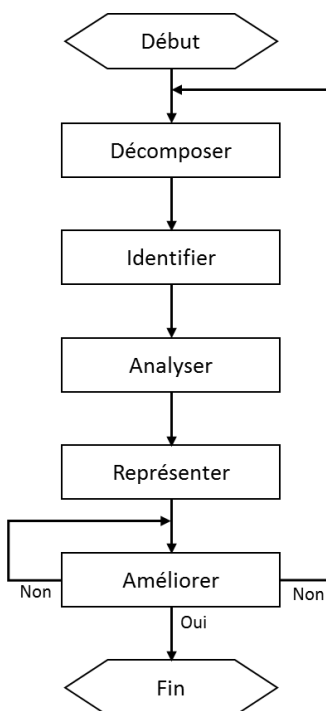 Début
Décomposer
Identifier
Analyser
Représenter
Améliorer
Non
Non
Oui
Fin